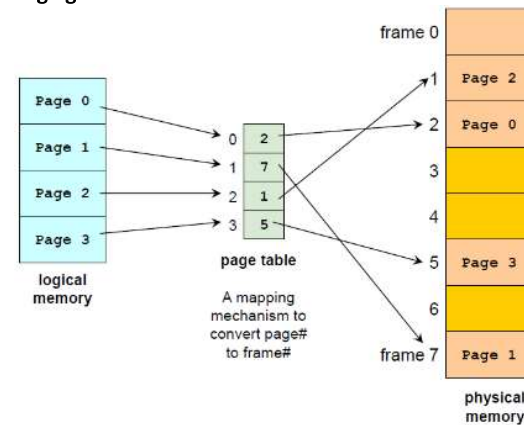 Page 0
Page 1
Page 2
Page 3
logical
memory
0 2
1 7
2 1
3 5
page table
A mapping
mechanism to
convert page#
to frame#
frame 0
1 Page 2
2 Page 0
3
4
5 Page 3
6
frame 7 Page 1
physical
memory